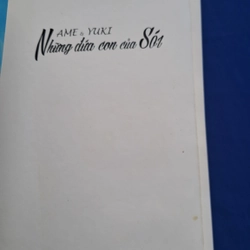 AME & YUKI
Những đứa con của Sói